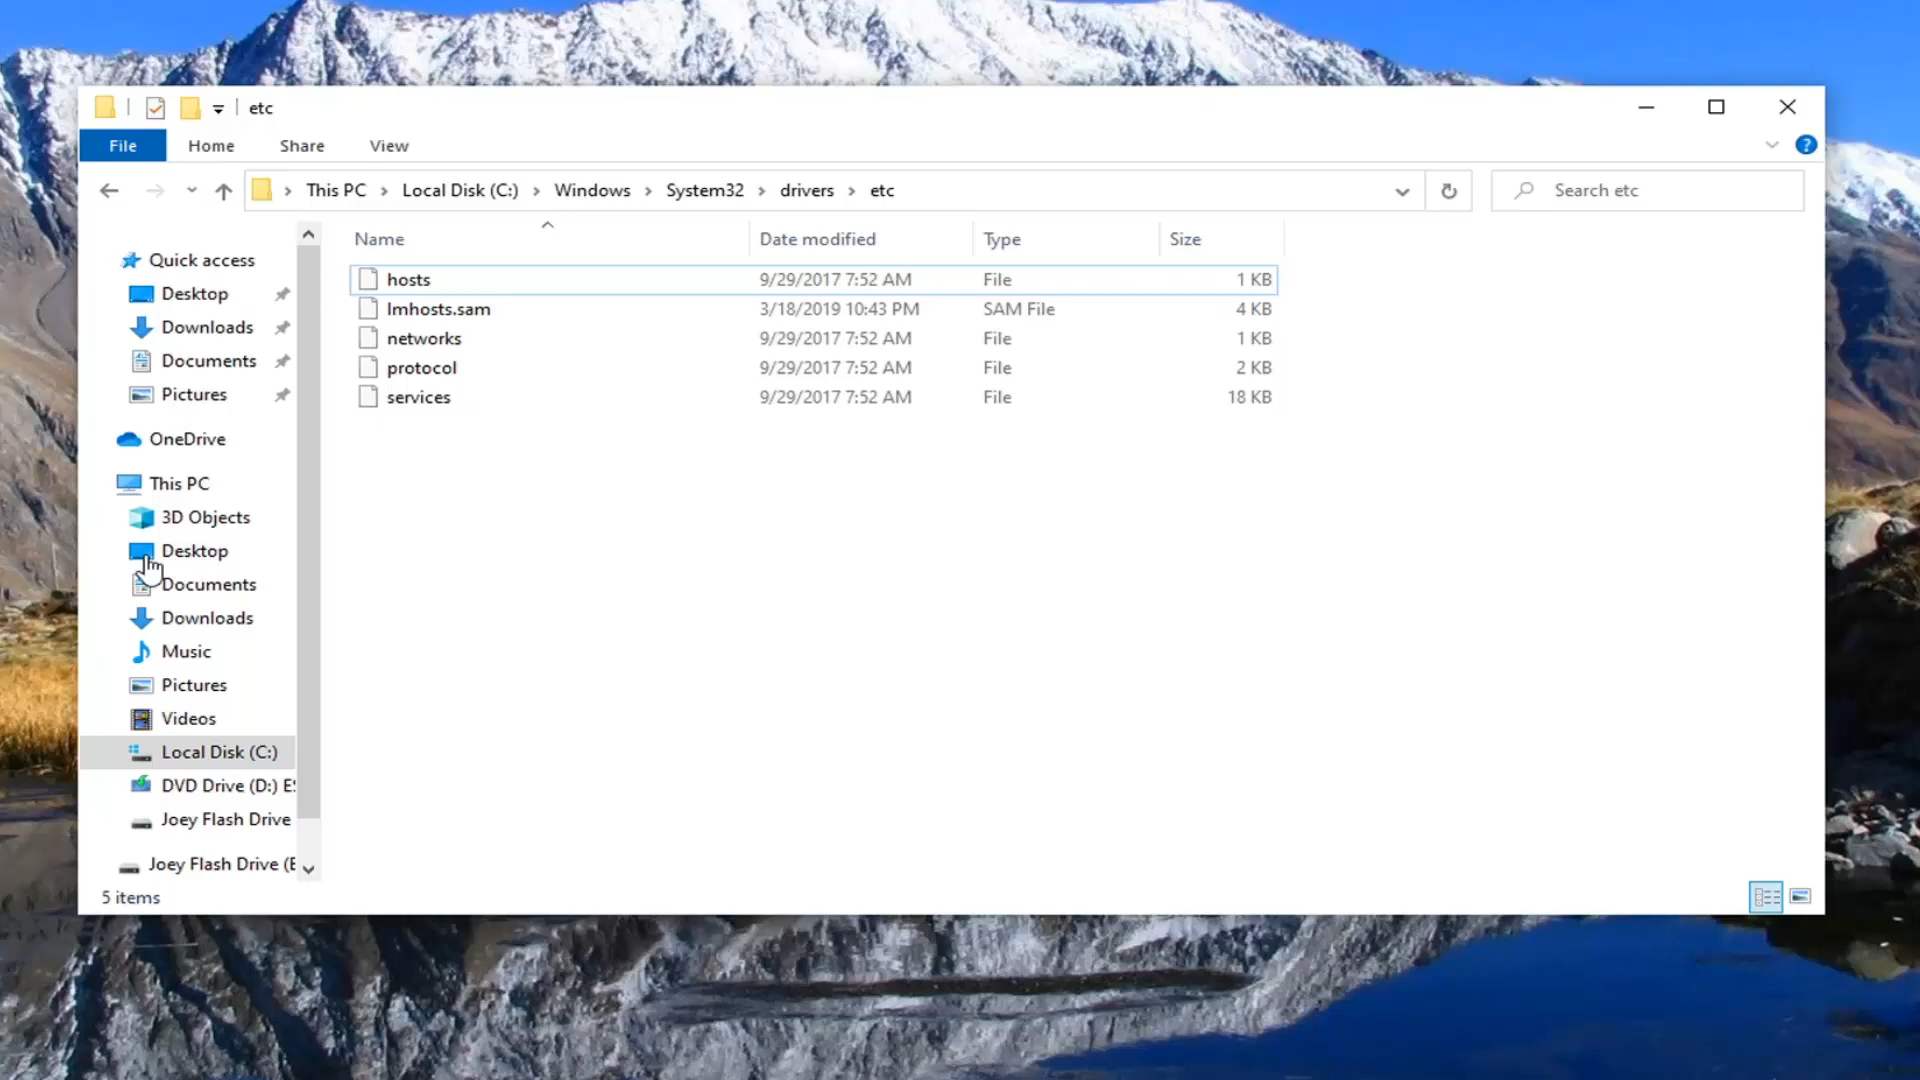 etc
File Home Share View
?
This PC Local Disk (C:) Windows System32 drivers etc
Search etc
Name Date modified Type Size
hosts 9/29/2017 7:52 AM File 1 KB
lmhosts.sam 3/18/2019 10:43 PM SAM File 4 KB
networks 9/29/2017 7:52 AM File 1 KB
protocol 9/29/2017 7:52 AM File 2 KB
services 9/29/2017 7:52 AM File 18 KB
Quick access
Desktop
Downloads
Documents
Pictures
OneDrive
This PC
3D Objects
Desktop
Documents
Downloads
Music
Pictures
Videos
Local Disk (C:)
DVD Drive (D:)
Joey Flash Drive
Joey Flash Drive
5 items